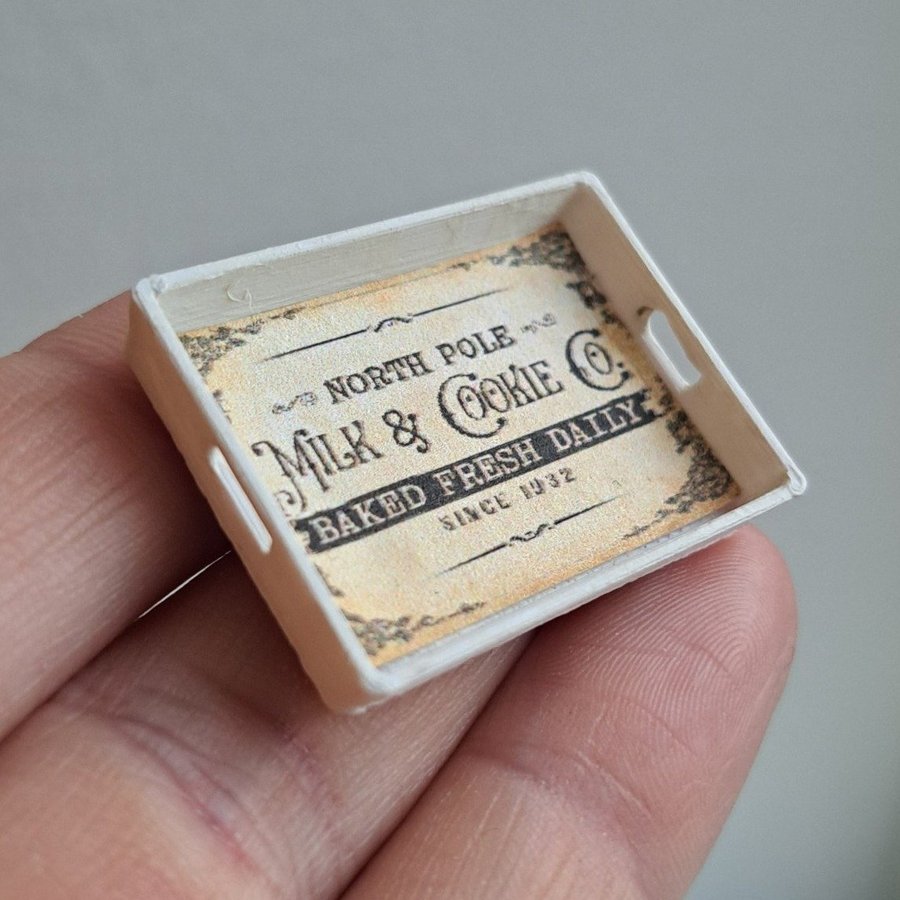 NORTH POLE
MILK & COOKIE CO.
BAKED FRESH DAILY
SINCE 1932